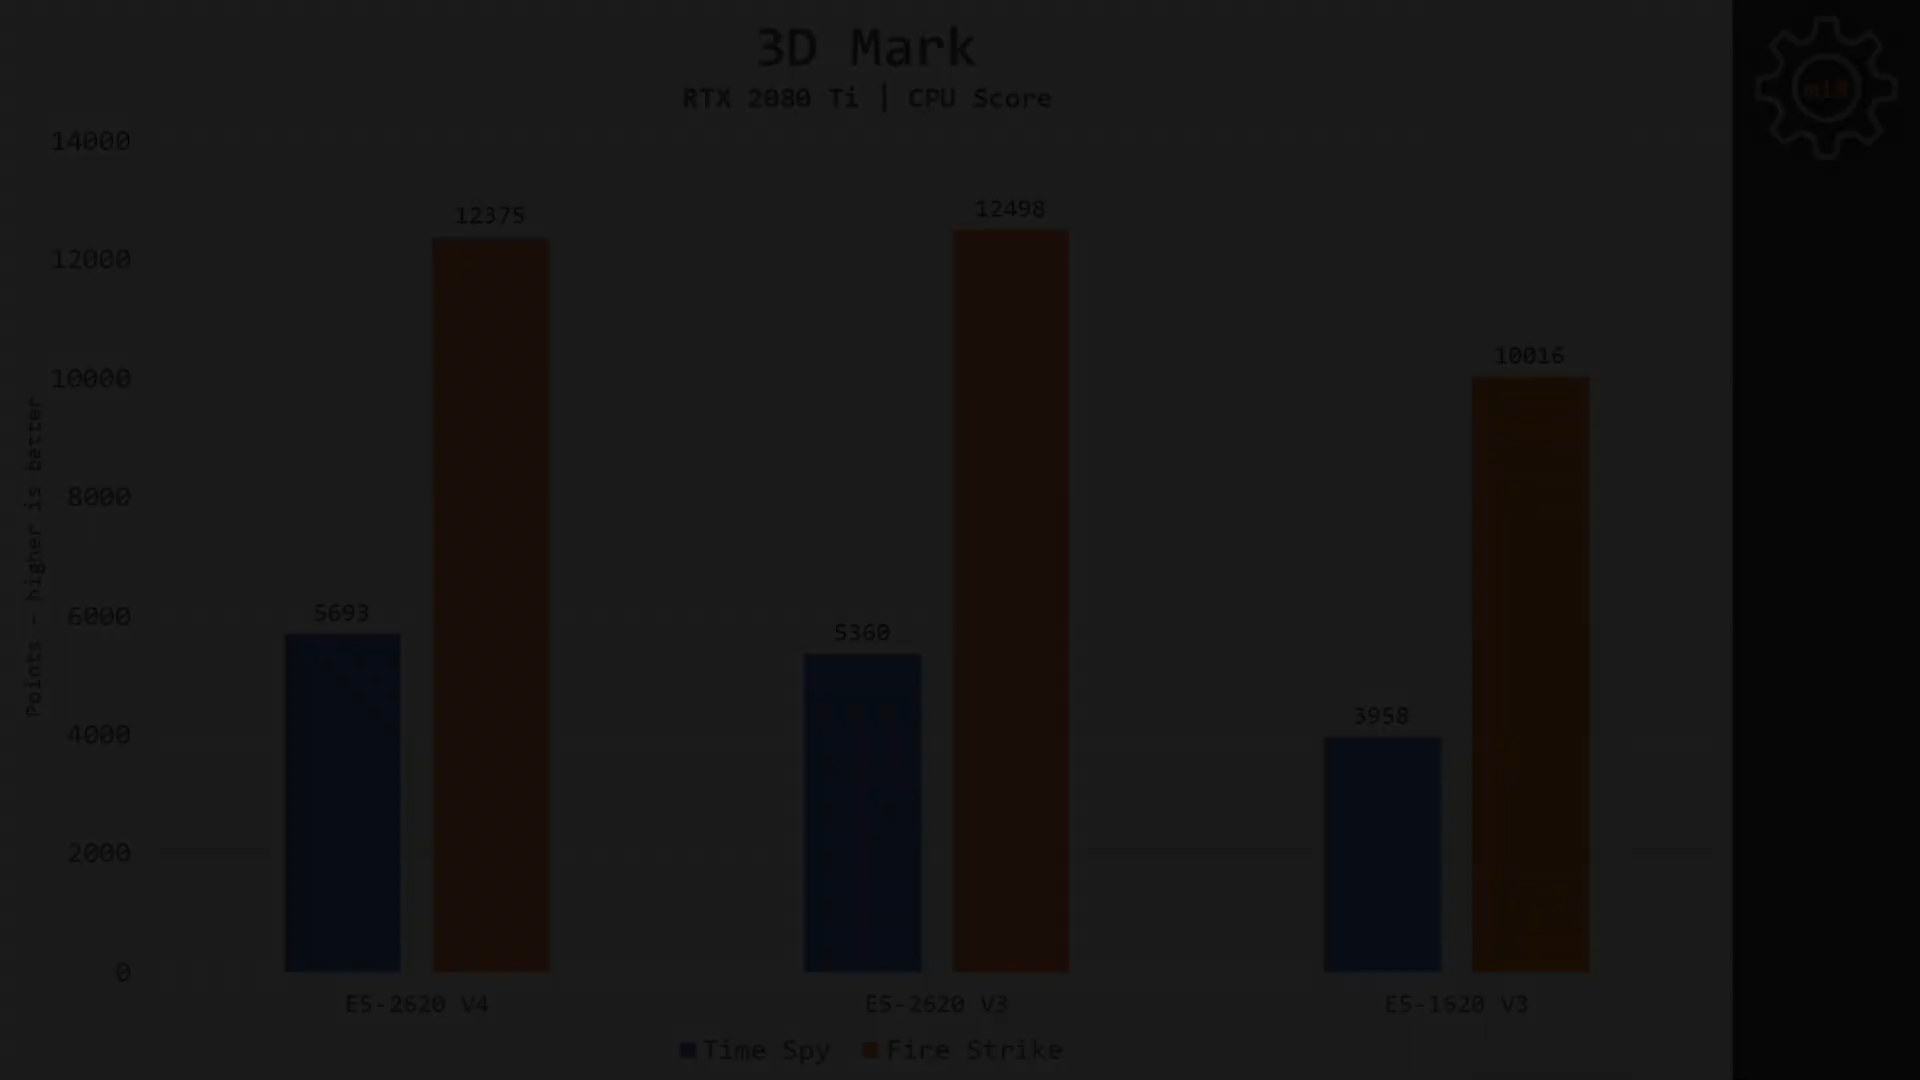 3D Mark
RTX 2080 Ti | CPU Score
14000
12000
10000
8000
6000
4000
2000
0
Points - higher is better
5693
12375
5360
12498
3958
10016
E5-2620 V4
E5-2620 V3
E5-1620 V3
Time Spy
Fire Strike